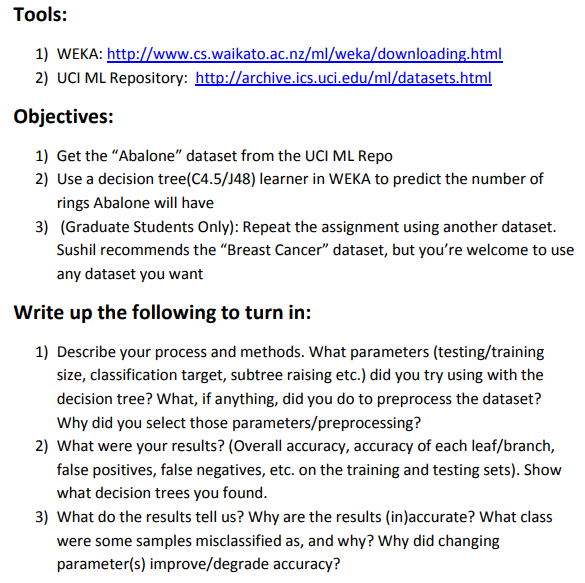 Tools:
1) WEKA: http://www.cs.waikato.ac.nz/ml/weka/downloading.html
2) UCI ML Repository: http://archive.ics.uci.edu/ml/datasets.html
Objectives:
1) Get the “Abalone” dataset from the UCI ML Repo
2) Use a decision tree(C4.5/J48) learner in WEKA to predict the number of
rings Abalone will have
3) (Graduate Students Only): Repeat the assignment using another dataset.
Sushil recommends the “Breast Cancer” dataset, but you’re welcome to use
any dataset you want
Write up the following to turn in:
1) Describe your process and methods. What parameters (testing/training
size, classification target, subtree raising etc.) did you try using with the
decision tree? What, if anything, did you do to preprocess the dataset?
Why did you select those parameters/preprocessing?
2) What were your results? (Overall accuracy, accuracy of each leaf/branch,
false positives, false negatives, etc. on the training and testing sets). Show
what decision trees you found.
3) What do the results tell us? Why are the results (in)accurate? What class
were some samples misclassified as, and why? Why did changing
parameter(s) improve/degrade accuracy?